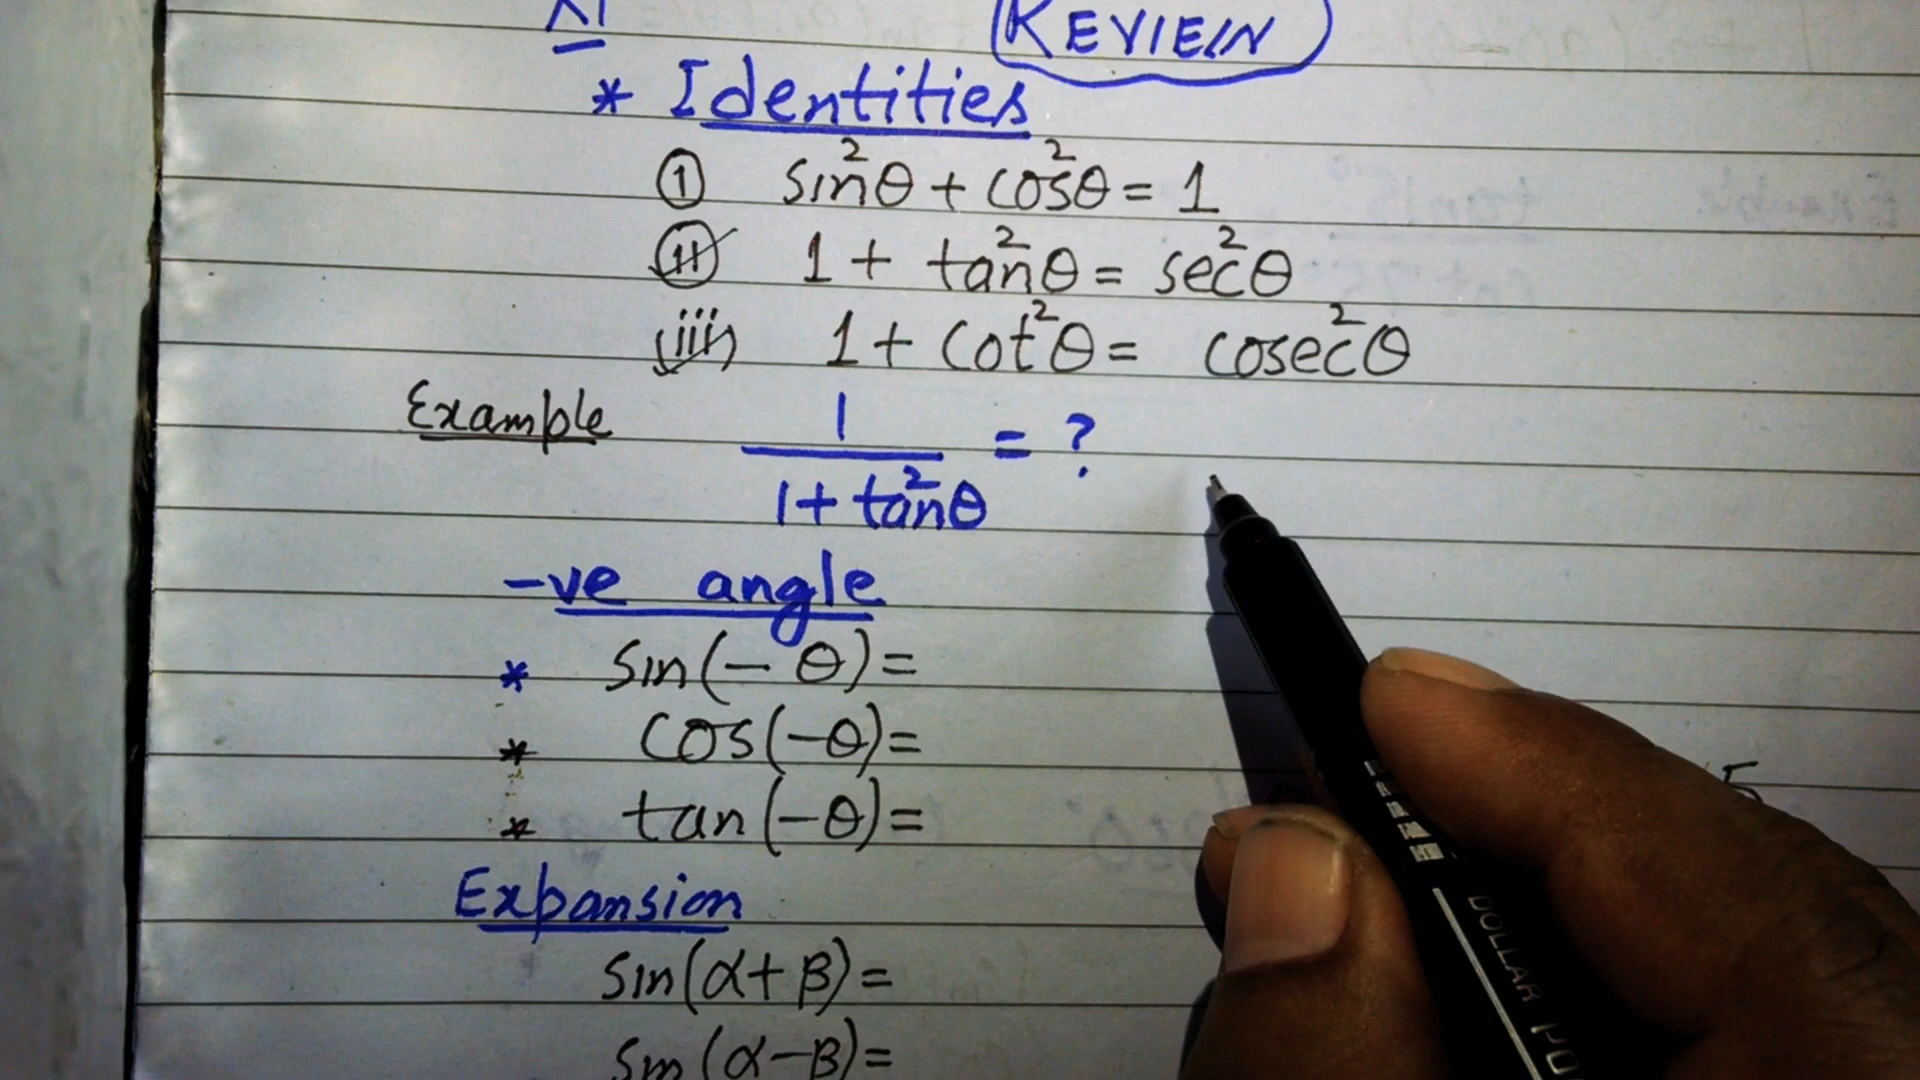 XI
REVIEW
* Identities
① sin²θ + cos²θ = 1
(ii) 1 + tan²θ = sec²θ
(iii) 1 + cot²θ = cosec²θ
Example 1/(1 + tan²θ) = ?
-ve angle
* sin(-θ) =
* cos(-θ) =
* tan(-θ) =
Expansion
sin(α + β) =
sin(α - β) =
DOLLAR